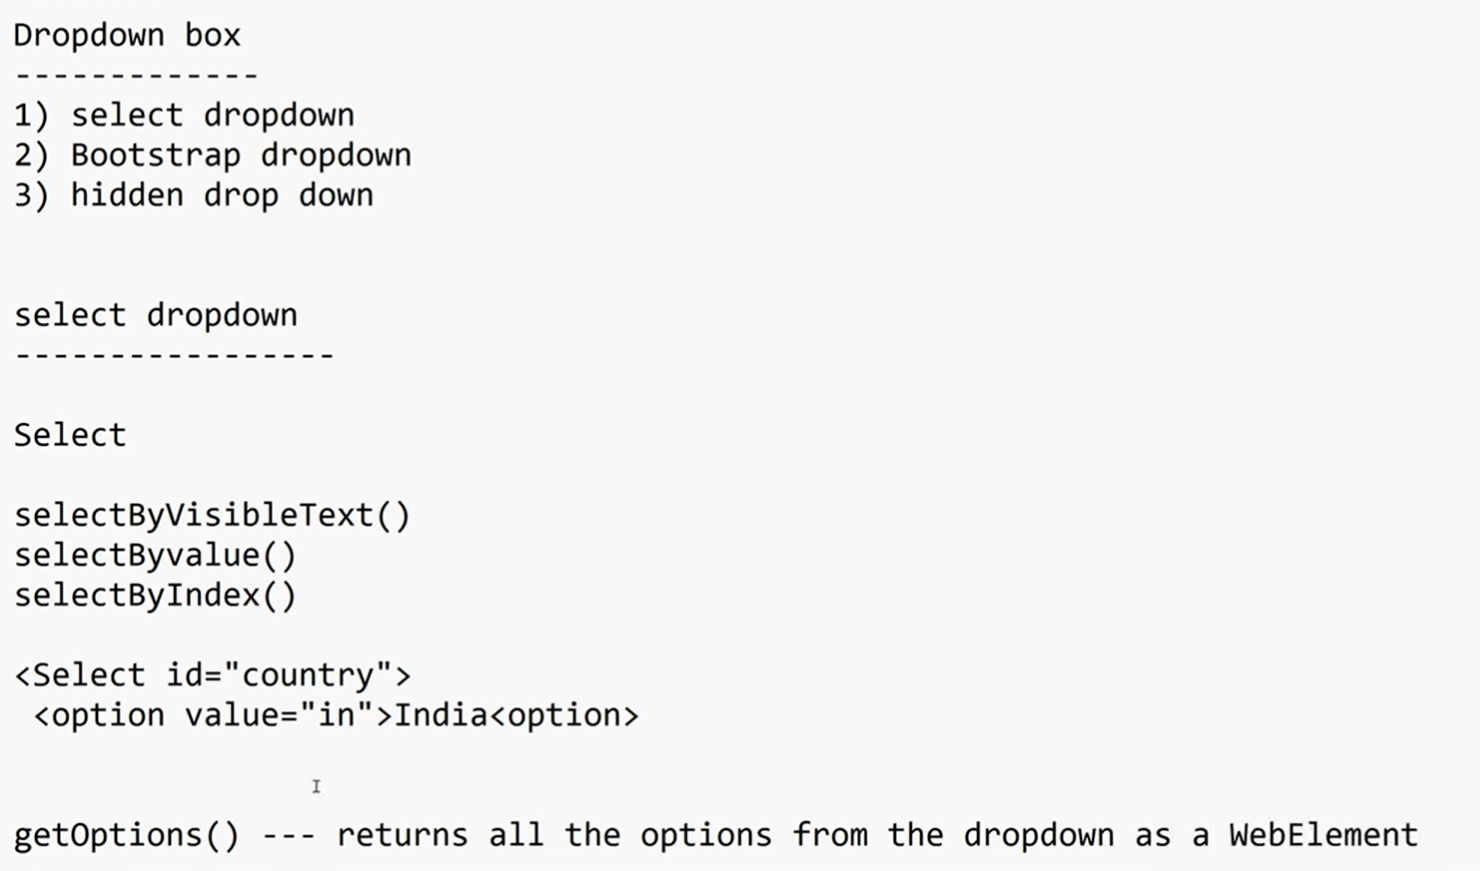 Dropdown box
-------------
1) select dropdown
2) Bootstrap dropdown
3) hidden drop down
select dropdown
-----------------
Select
selectByVisibleText()
selectByvalue()
selectByIndex()
<Select id="country">
<option value="in">India<option>
getOptions() --- returns all the options from the dropdown as a WebElement